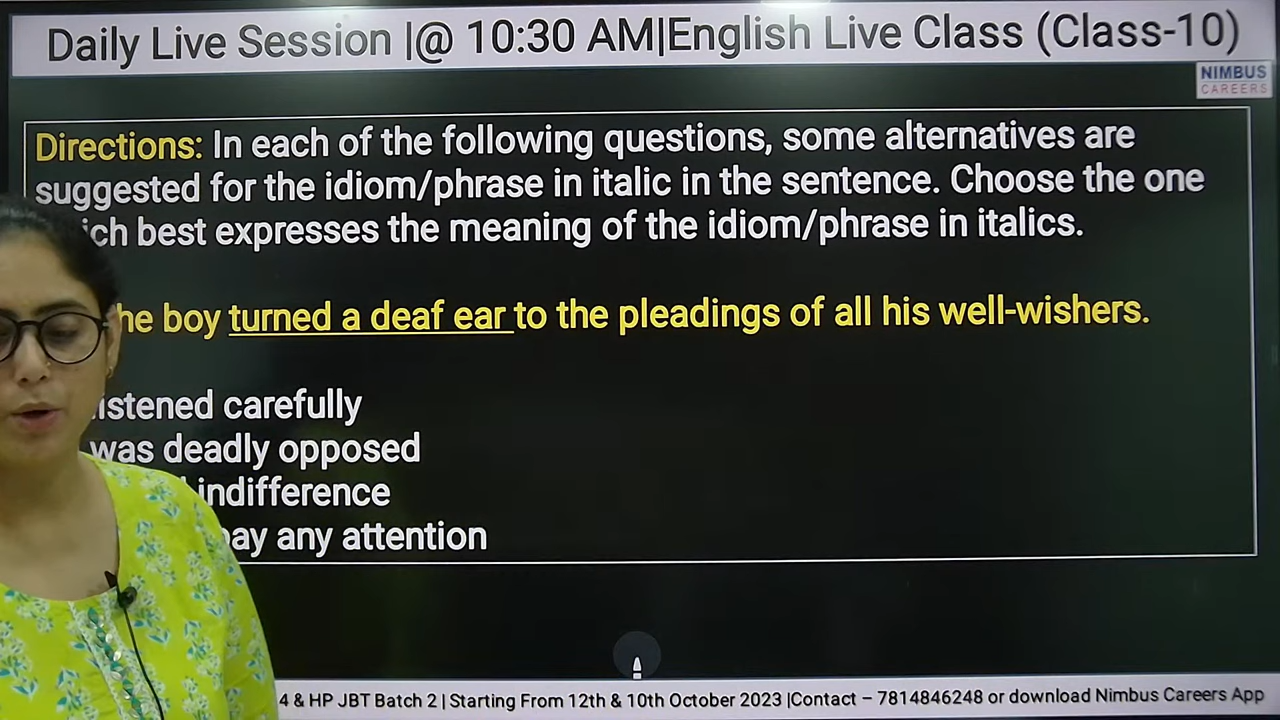 Daily Live Session |@ 10:30 AM|English Live Class (Class-10)
NIMBUS
CAREERS
Directions: In each of the following questions, some alternatives are
suggested for the idiom/phrase in italic in the sentence. Choose the one
best expresses the meaning of the idiom/phrase in italics.
boy turned a deaf ear to the pleadings of all his well-wishers.
listened carefully
was deadly opposed
indifference
pay any attention
4 & HP JBT Batch 2 | Starting From 12th & 10th October 2023 |Contact – 7814846248 or download Nimbus Careers App